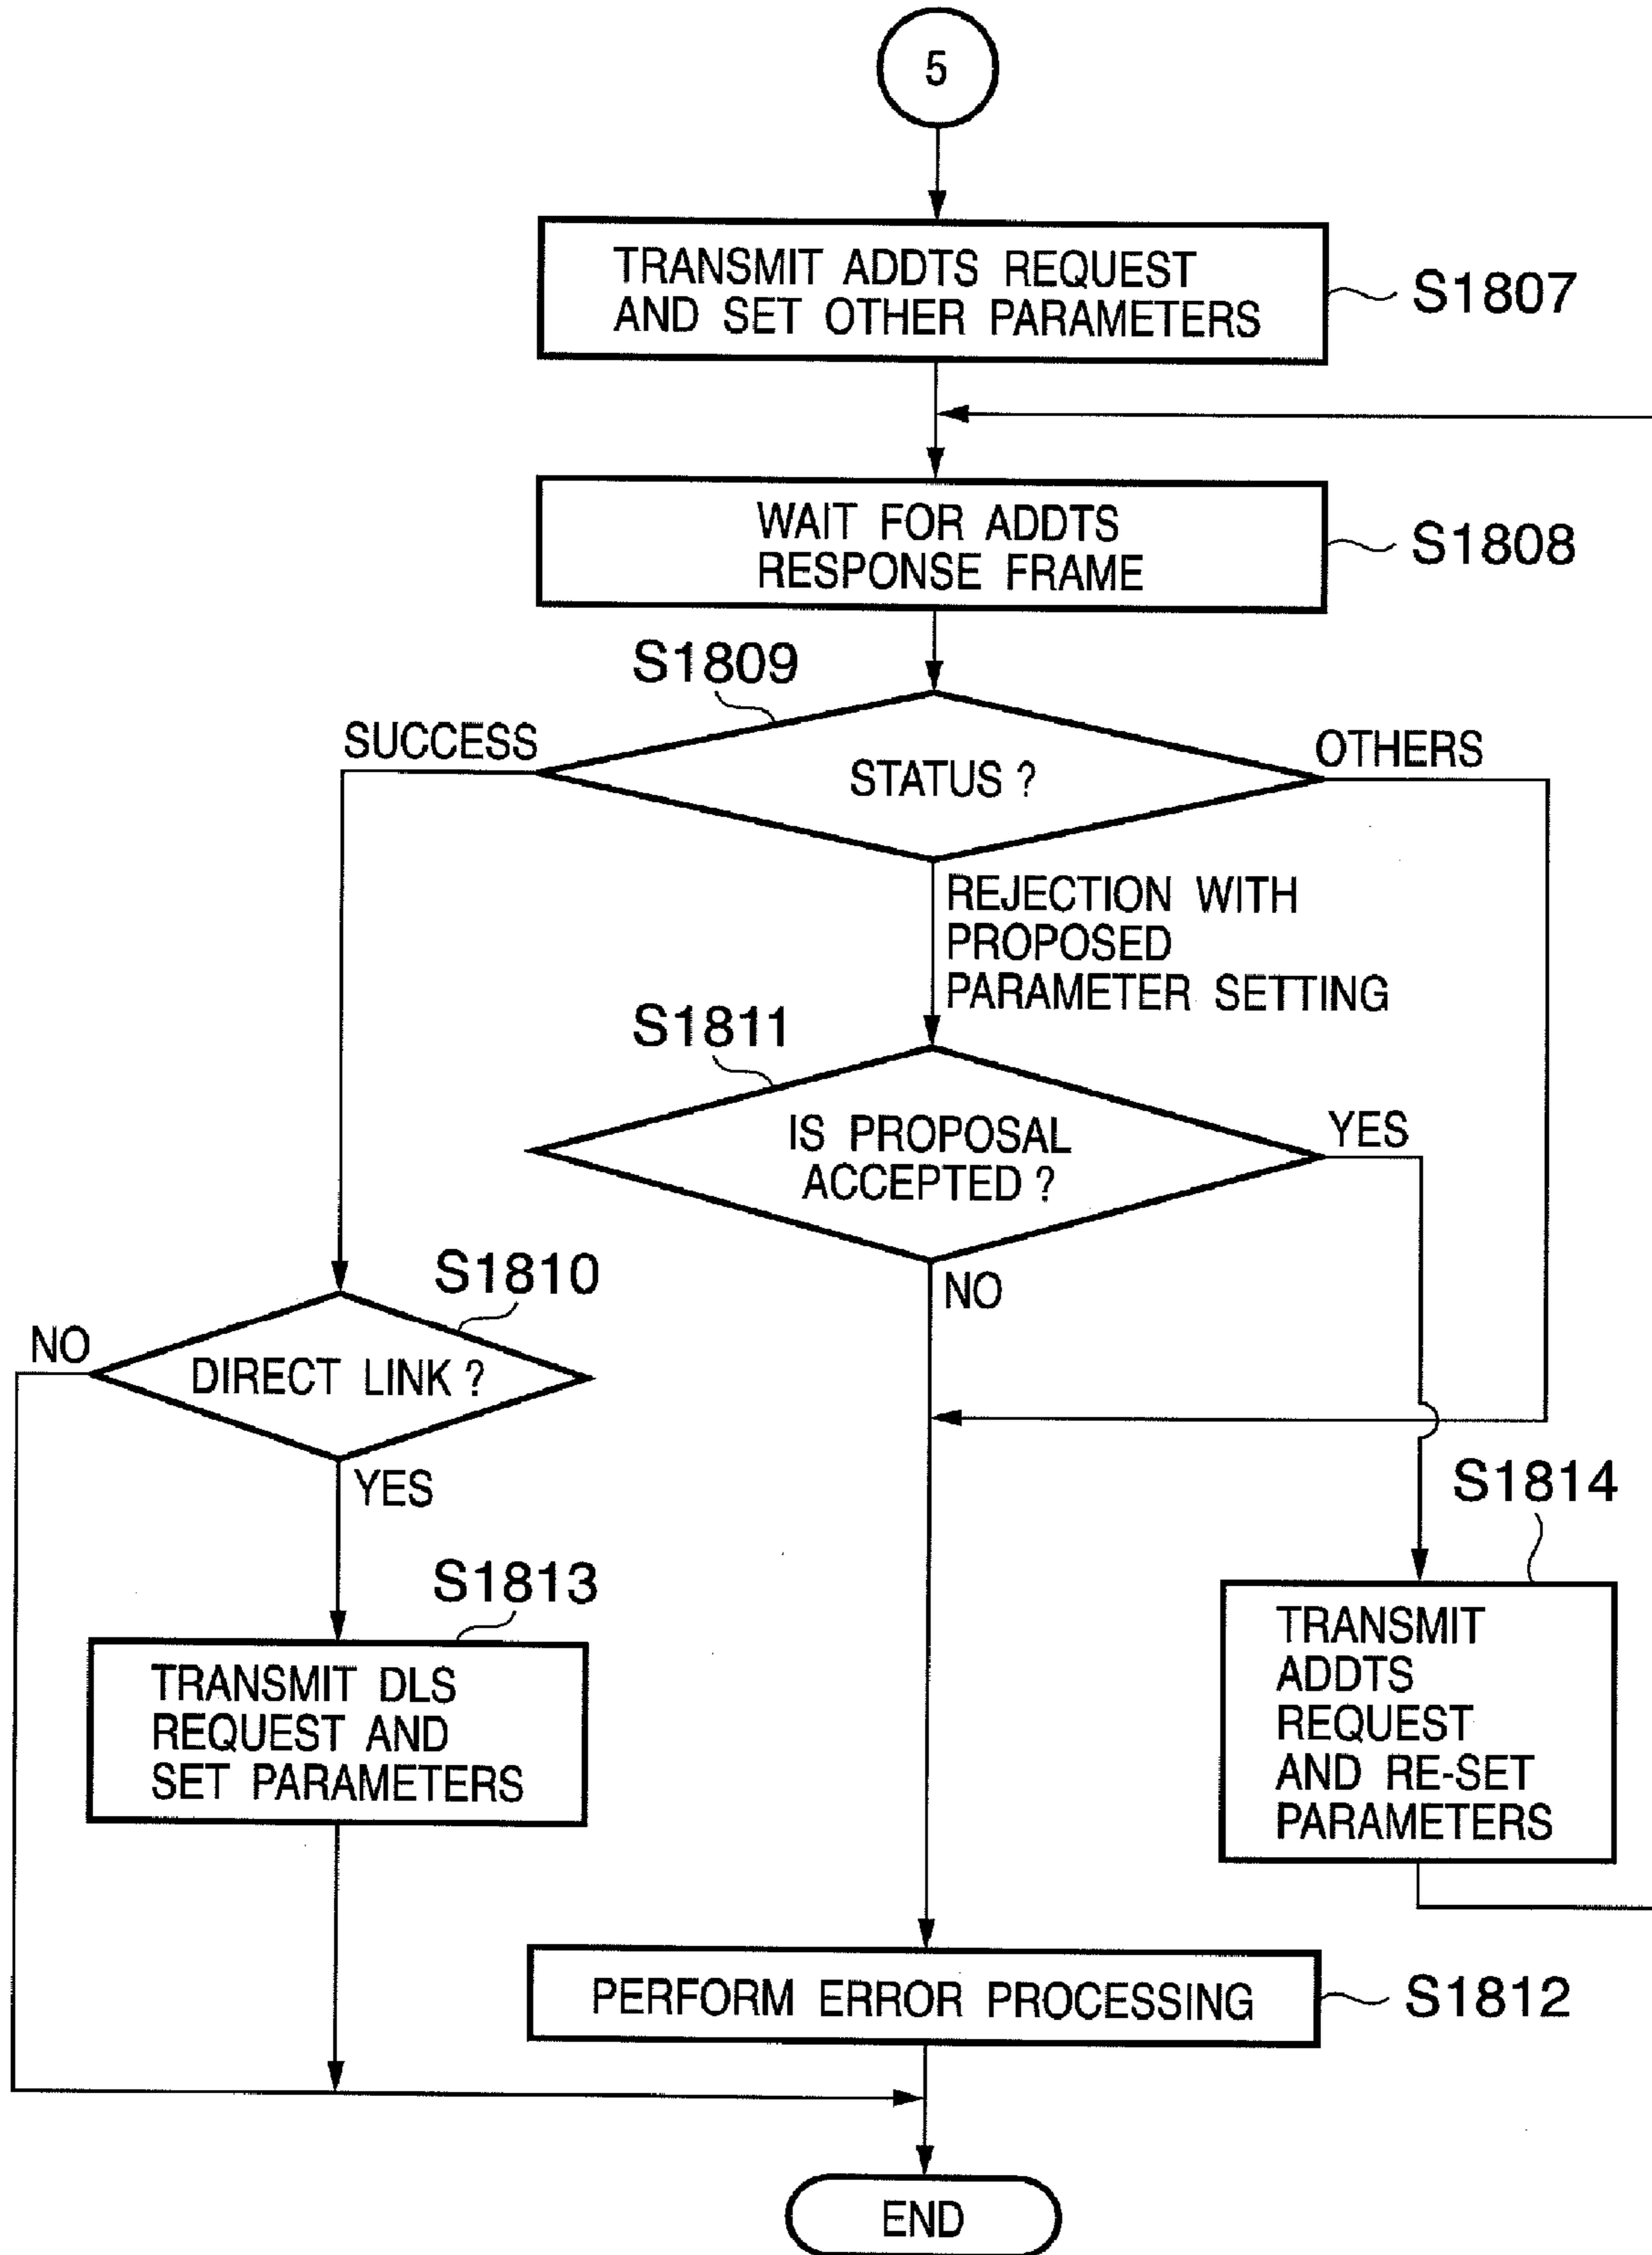 5
TRANSMIT ADDTS REQUEST
AND SET OTHER PARAMETERS
S1807
WAIT FOR ADDTS
RESPONSE FRAME
S1808
S1809
SUCCESS
STATUS ?
OTHERS
REJECTION WITH
PROPOSED
PARAMETER SETTING
S1811
IS PROPOSAL
ACCEPTED ?
YES
NO
S1810
NO
DIRECT LINK ?
YES
S1814
TRANSMIT
ADDTS
REQUEST
AND RE-SET
PARAMETERS
S1813
TRANSMIT DLS
REQUEST AND
SET PARAMETERS
PERFORM ERROR PROCESSING
S1812
END